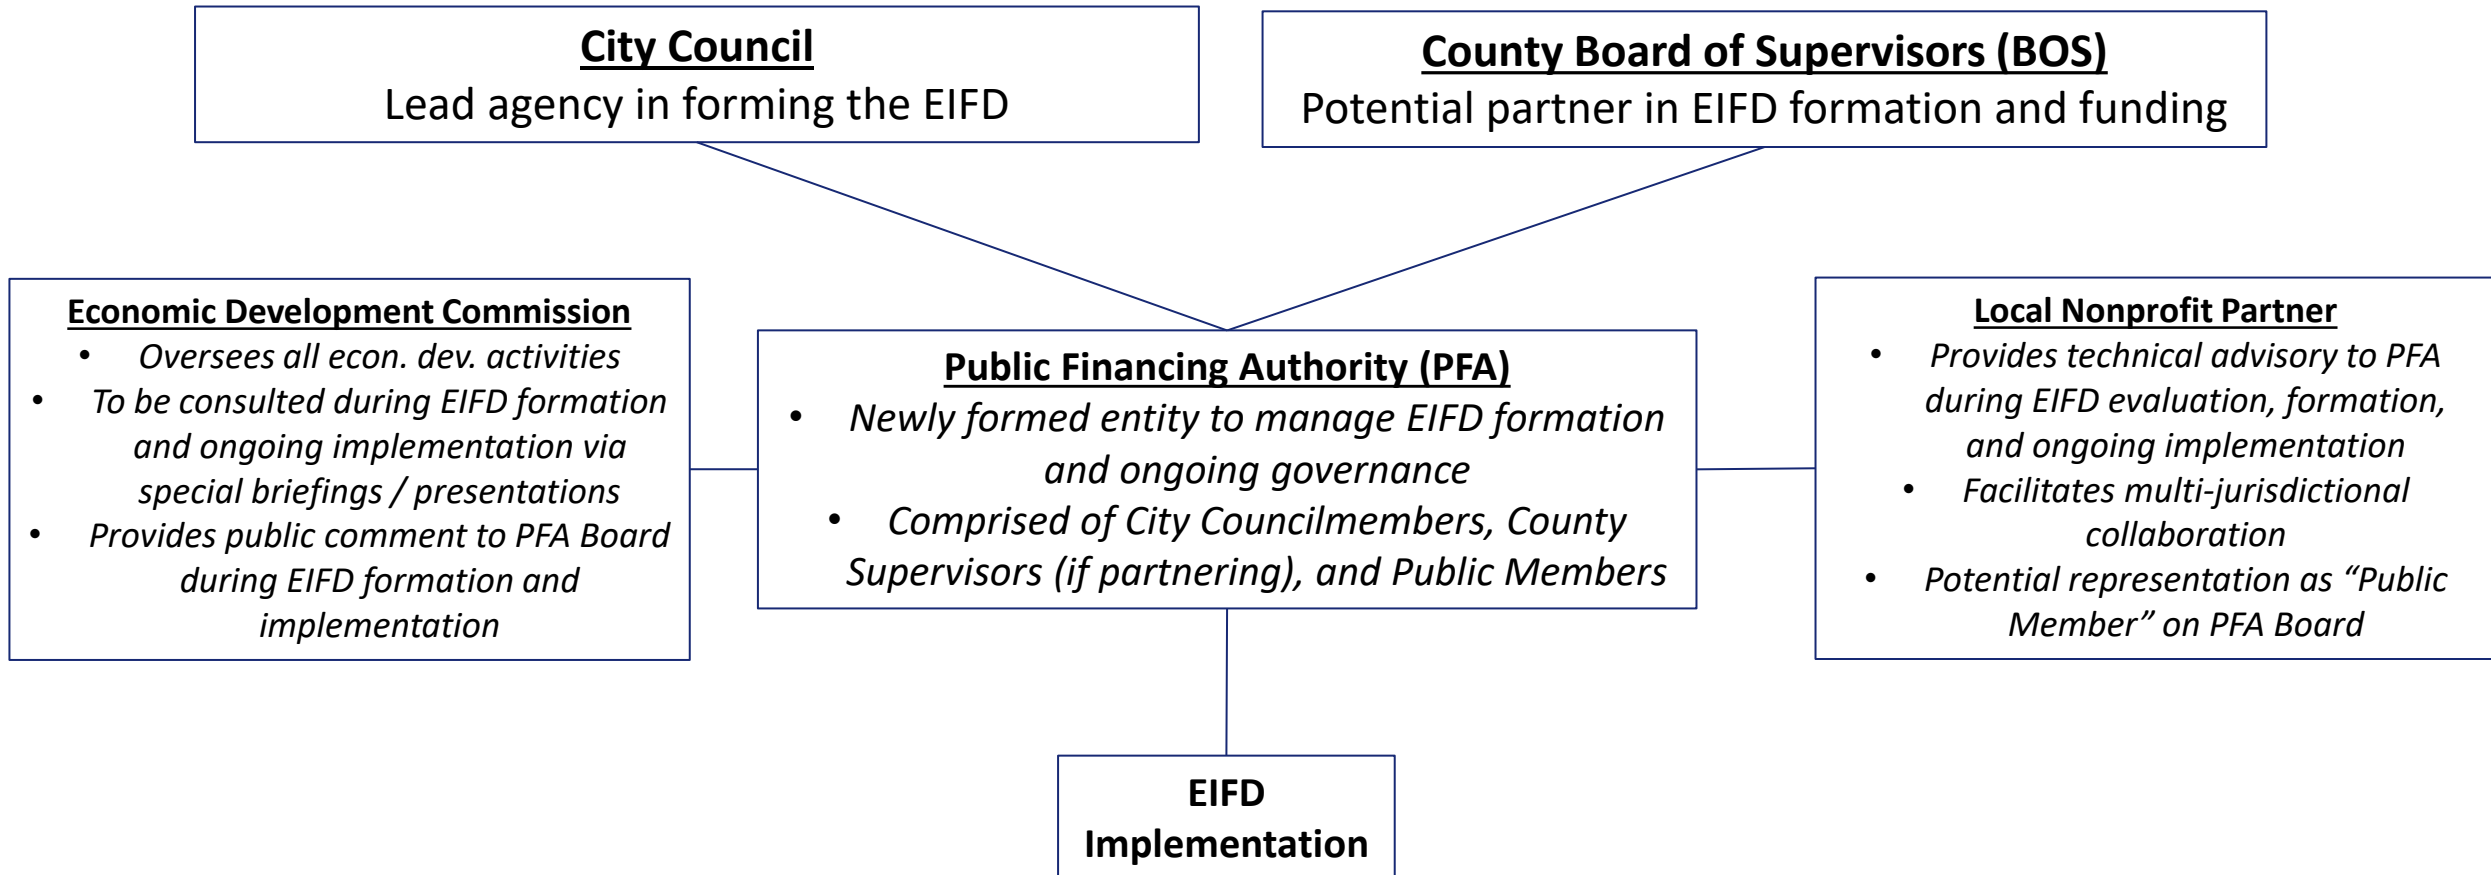 City Council
Lead agency in forming the EIFD
County Board of Supervisors (BOS)
Potential partner in EIFD formation and funding
Economic Development Commission
• Oversees all econ. dev. activities
• To be consulted during EIFD formation
and ongoing implementation via
special briefings / presentations
• Provides public comment to PFA Board
during EIFD formation and
implementation
Public Financing Authority (PFA)
• Newly formed entity to manage EIFD formation
and ongoing governance
• Comprised of City Councilmembers, County
Supervisors (if partnering), and Public Members
Local Nonprofit Partner
• Provides technical advisory to PFA
during EIFD evaluation, formation,
and ongoing implementation
• Facilitates multi-jurisdictional
collaboration
• Potential representation as “Public
Member” on PFA Board
EIFD
Implementation